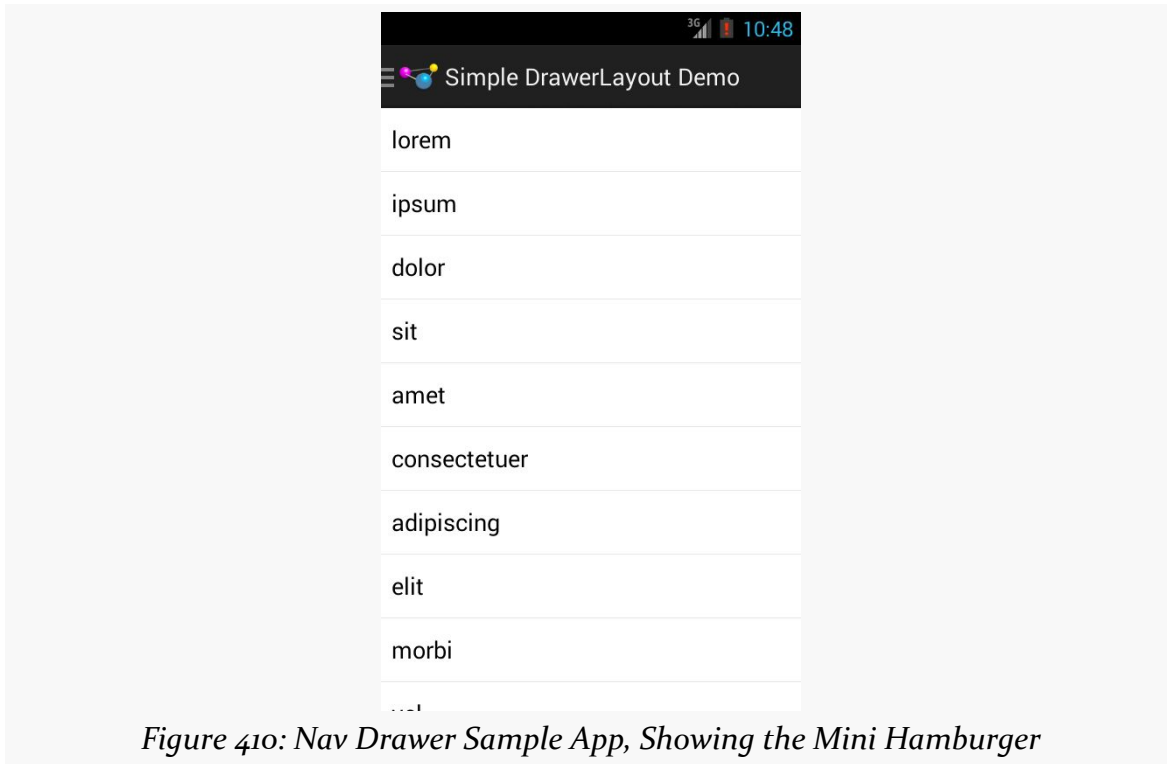 3G 10:48
Simple DrawerLayout Demo
lorem
ipsum
dolor
sit
amet
consectetuer
adipiscing
elit
morbi
Figure 410: Nav Drawer Sample App, Showing the Mini Hamburger